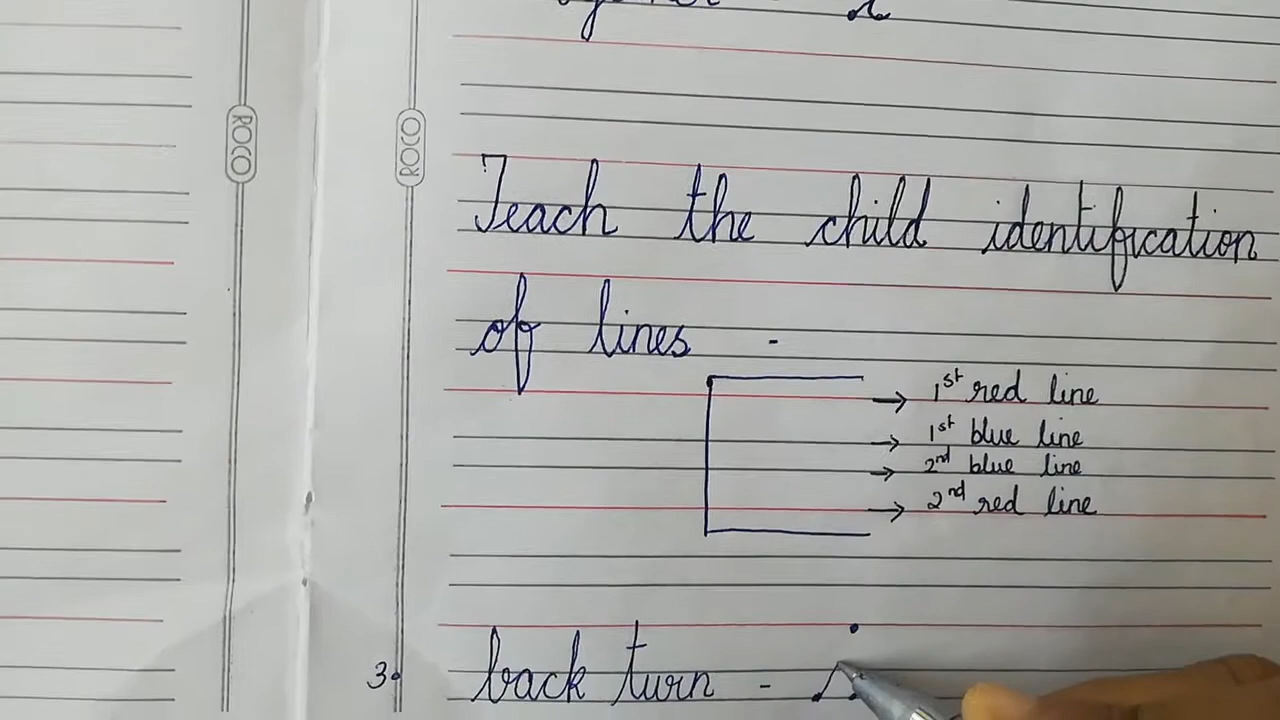 ROCO
ROCO
Teach the child identification
of lines -
1st red line
1st blue line
2nd blue line
2nd red line
3. back turn -